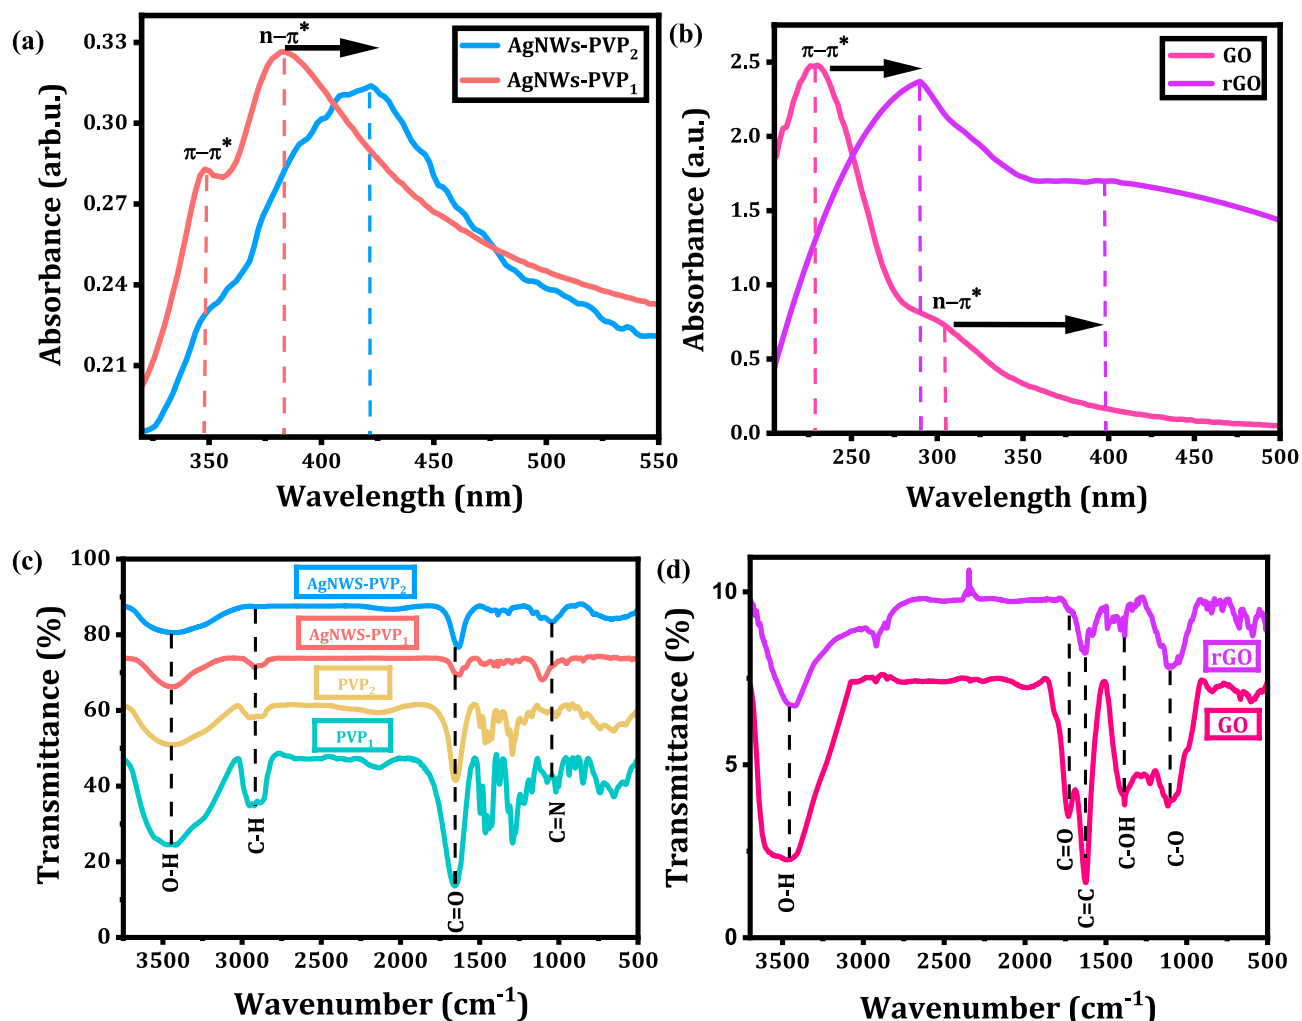 (a)
0.33
0.30
0.27
0.24
0.21
Absorbance (arb.u.)
n−π*
π−π*
AgNWs-PVP₂
AgNWs-PVP₁
350
400
450
500
550
Wavelength (nm)
(b)
2.5
2.0
1.5
1.0
0.5
0.0
Absorbance (a.u.)
π−π*
n−π*
GO
rGO
250
300
350
400
450
500
Wavelength (nm)
(c)
100
80
60
40
20
0
Transmittance (%)
AgNWS-PVP₂
AgNWS-PVP₁
PVP₂
PVP₁
O-H
C-H
C=O
C=N
3500
3000
2500
2000
1500
1000
500
Wavenumber (cm⁻¹)
(d)
10
5
0
Transmittance (%)
rGO
GO
O-H
C=O
C=C
C-OH
C-O
3500
3000
2500
2000
1500
1000
500
Wavenumber (cm⁻¹)